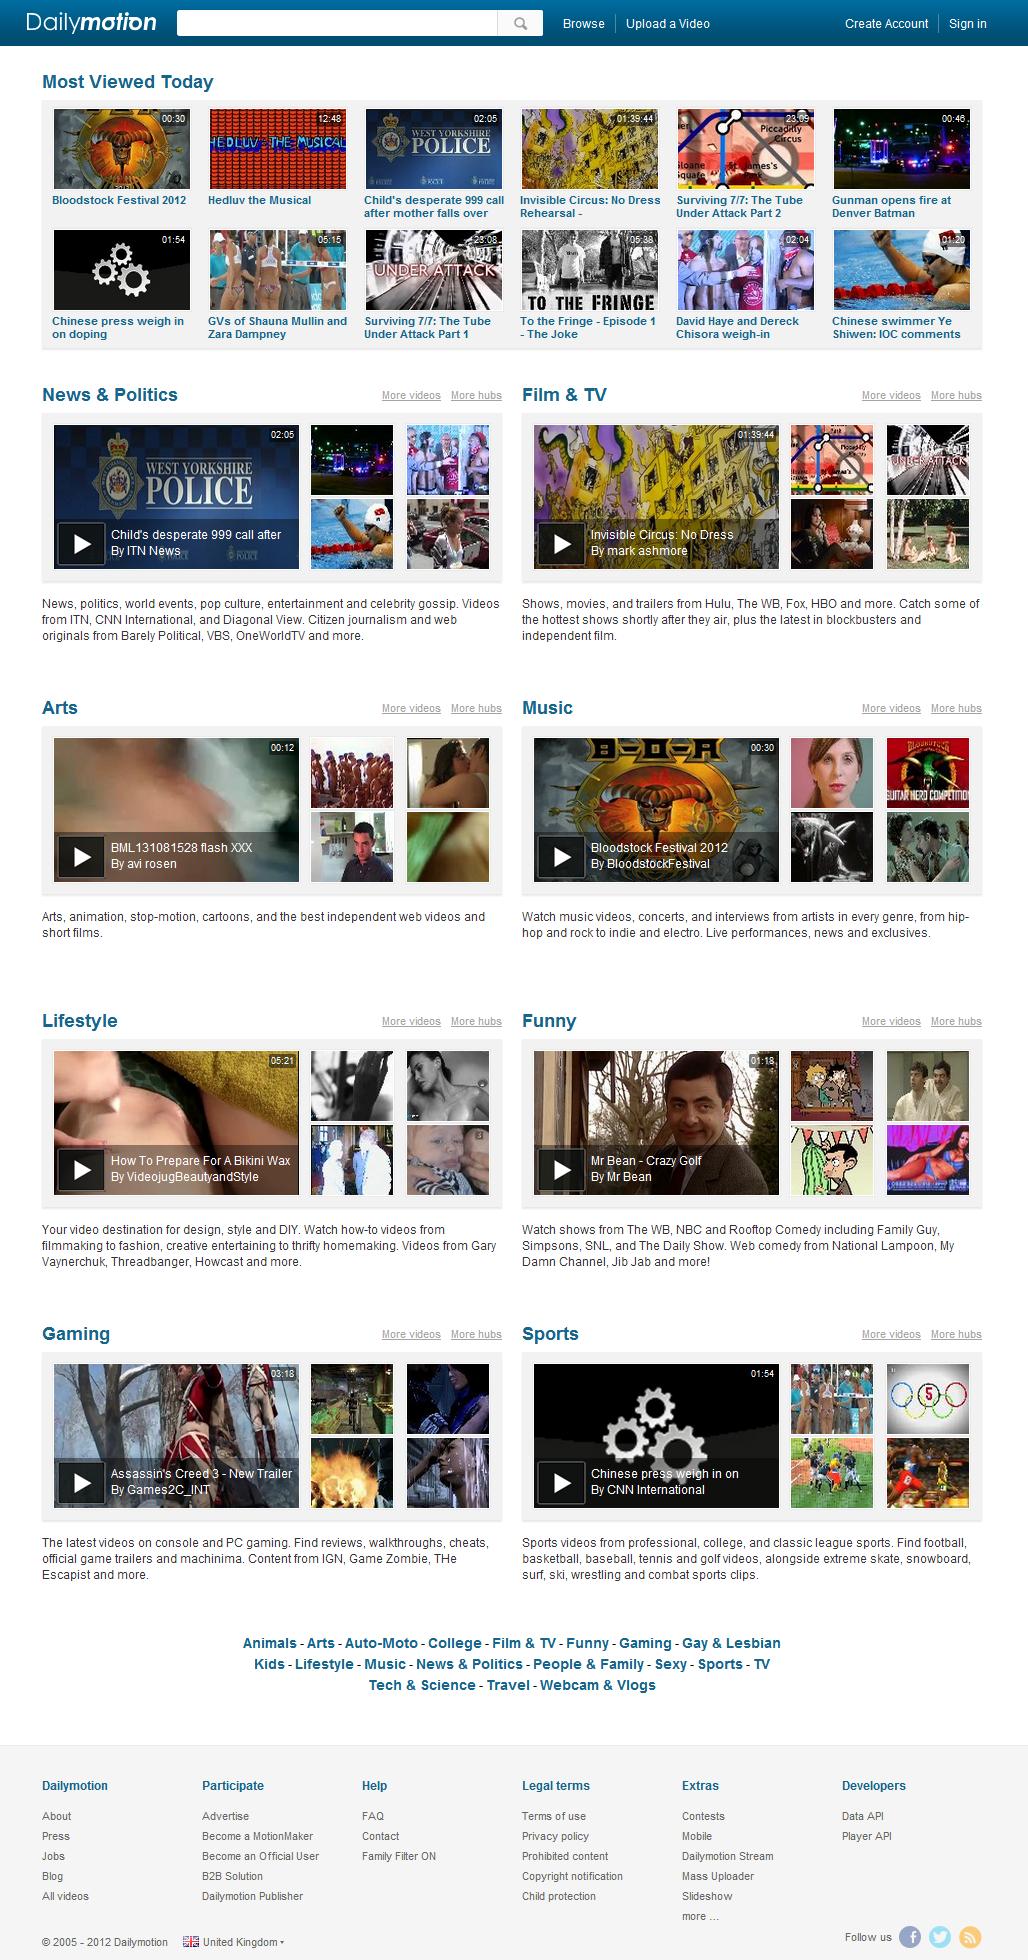 Dailymotion
Browse
Upload a Video
Create Account
Sign in
Most Viewed Today
00:30
12:48
HEDLUV THE MUSICAL
02:05
WEST YORKSHIRE
POLICE
01:39:44
23:09
Piccadilly
Circus
Sloane
Square
St. James's
Park
00:46
Bloodstock Festival 2012
Hedluv the Musical
Child's desperate 999 call
after mother falls over
Invisible Circus: No Dress
Rehearsal -
Surviving 7/7: The Tube
Under Attack Part 2
Gunman opens fire at
Denver Batman
01:54
05:15
23:08
UNDER ATTACK
05:38
TO THE FRINGE
02:04
01:20
Chinese press weigh in
on doping
GVs of Shauna Mullin and
Zara Dampney
Surviving 7/7: The Tube
Under Attack Part 1
To the Fringe - Episode 1
- The Joke
David Haye and Dereck
Chisora weigh-in
Chinese swimmer Ye
Shiwen: IOC comments
News & Politics
More videos
More hubs
02:05
WEST YORKSHIRE
POLICE
Child's desperate 999 call after
By ITN News
News, politics, world events, pop culture, entertainment and celebrity gossip. Videos
from ITN, CNN International, and Diagonal View. Citizen journalism and web
originals from Barely Political, VBS, OneWorldTV and more.
Film & TV
More videos
More hubs
01:39:44
UNDER ATTACK
Invisible Circus: No Dress
By mark ashmore
Shows, movies, and trailers from Hulu, The WB, Fox, HBO and more. Catch some of
the hottest shows shortly after they air, plus the latest in blockbusters and
independent film.
Arts
More videos
More hubs
00:12
BML131081528 flash XXX
By avi rosen
Arts, animation, stop-motion, cartoons, and the best independent web videos and
short films.
Music
More videos
More hubs
B·O·A
00:30
BLOODSTOCK
GUITAR HERO COMPETITION
Bloodstock Festival 2012
By BloodstockFestival
Watch music videos, concerts, and interviews from artists in every genre, from hip-
hop and rock to indie and electro. Live performances, news and exclusives.
Lifestyle
More videos
More hubs
05:21
How To Prepare For A Bikini Wax
By VideojugBeautyandStyle
Your video destination for design, style and DIY. Watch how-to videos from
filmmaking to fashion, creative entertaining to thrifty homemaking. Videos from Gary
Vaynerchuk, Threadbanger, Howcast and more.
Funny
More videos
More hubs
01:18
Mr Bean - Crazy Golf
By Mr Bean
Watch shows from The WB, NBC and Rooftop Comedy including Family Guy,
Simpsons, SNL, and The Daily Show. Web comedy from National Lampoon, My
Damn Channel, Jib Jab and more!
Gaming
More videos
More hubs
03:18
Assassin's Creed 3 - New Trailer
By Games2C_INT
The latest videos on console and PC gaming. Find reviews, walkthroughs, cheats,
official game trailers and machinima. Content from IGN, Game Zombie, THe
Escapist and more.
Sports
More videos
More hubs
01:54
5
Chinese press weigh in on
By CNN International
Sports videos from professional, college, and classic league sports. Find football,
basketball, baseball, tennis and golf videos, alongside extreme skate, snowboard,
surf, ski, wrestling and combat sports clips.
Animals - Arts - Auto-Moto - College - Film & TV - Funny - Gaming - Gay & Lesbian
Kids - Lifestyle - Music - News & Politics - People & Family - Sexy - Sports - TV
Tech & Science - Travel - Webcam & Vlogs
Dailymotion
About
Press
Jobs
Blog
All videos
Participate
Advertise
Become a MotionMaker
Become an Official User
B2B Solution
Dailymotion Publisher
Help
FAQ
Contact
Family Filter ON
Legal terms
Terms of use
Privacy policy
Prohibited content
Copyright notification
Child protection
Extras
Contests
Mobile
Dailymotion Stream
Mass Uploader
Slideshow
more ...
Developers
Data API
Player API
© 2005 - 2012 Dailymotion
United Kingdom
Follow us